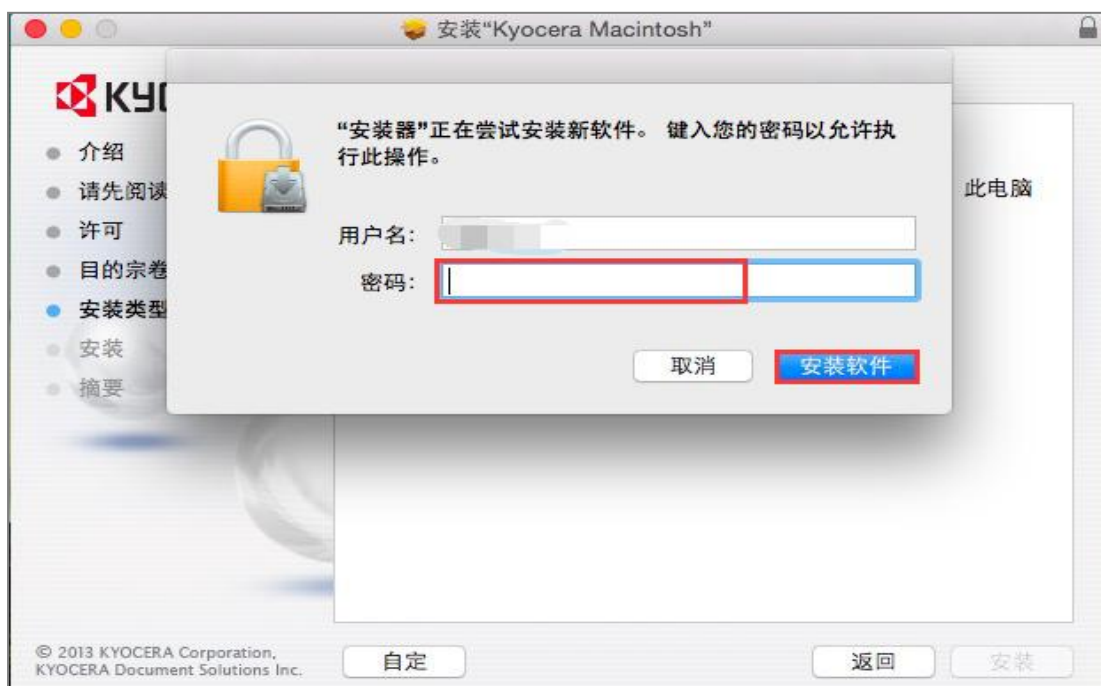 安装“Kyocera Macintosh”
KYO
“安装器”正在尝试安装新软件。 键入您的密码以允许执
行此操作。
介绍
请先阅读
此电脑
许可
用户名:
目的宗卷
密码:
安装类型
安装
取消
安装软件
摘要
© 2013 KYOCERA Corporation,
KYOCERA Document Solutions Inc.
自定
返回
安装